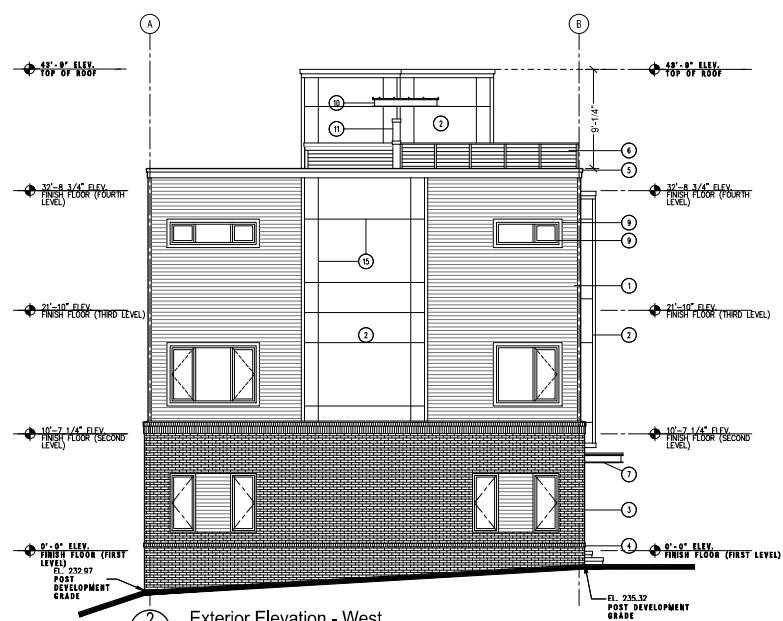 A
B
43'-9" ELEV.
TOP OF ROOF
43'-9" ELEV.
TOP OF ROOF
10
11
2
9'-1/4"
6
5
32'-8 3/4" ELEV.
FINISH FLOOR (FOURTH
LEVEL)
32'-8 3/4" ELEV.
FINISH FLOOR (FOURTH
LEVEL)
9
9
15
1
21'-10" ELEV.
FINISH FLOOR (THIRD LEVEL)
21'-10" ELEV.
FINISH FLOOR (THIRD LEVEL)
2
2
10'-7 1/4" ELEV.
FINISH FLOOR (SECOND
LEVEL)
10'-7 1/4" ELEV.
FINISH FLOOR (SECOND
LEVEL)
7
3
4
0'-0" ELEV.
FINISH FLOOR (FIRST
LEVEL)
0'-0" ELEV.
FINISH FLOOR (FIRST LEVEL)
EL. 232.97
POST
DEVELOPMENT
GRADE
EL. 235.32
POST DEVELOPMENT
GRADE
2
Exterior Elevation - West